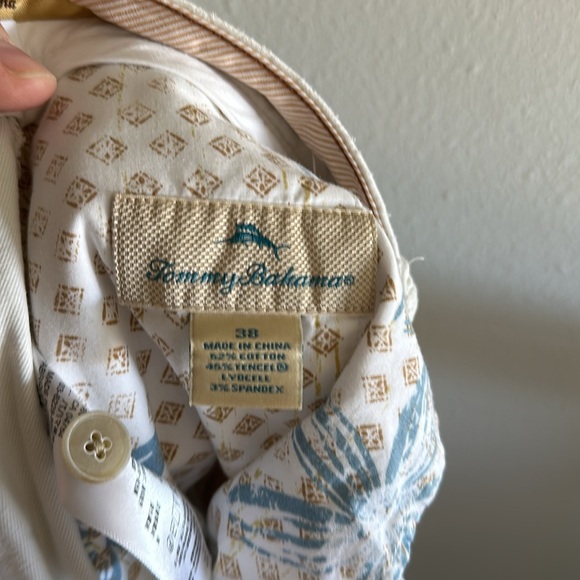 Tommy Bahama®
38
MADE IN CHINA
52% COTTON
45% TENCEL®
LYOCELL
3% SPANDEX